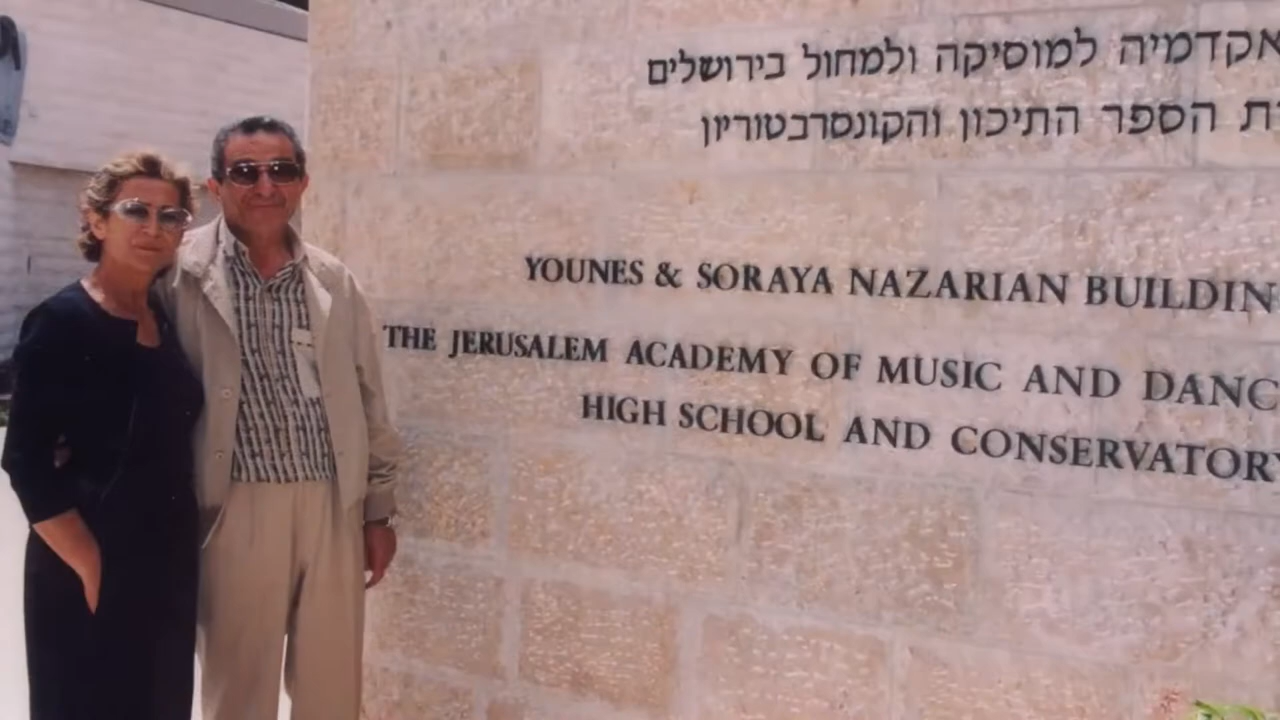 אקדמיה למוסיקה ולמחול בירושלים
הספר התיכון והקונסרבטוריון
YOUNES & SORAYA NAZARIAN BUILDIN
THE JERUSALEM ACADEMY OF MUSIC AND DANC
HIGH SCHOOL AND CONSERVATORY